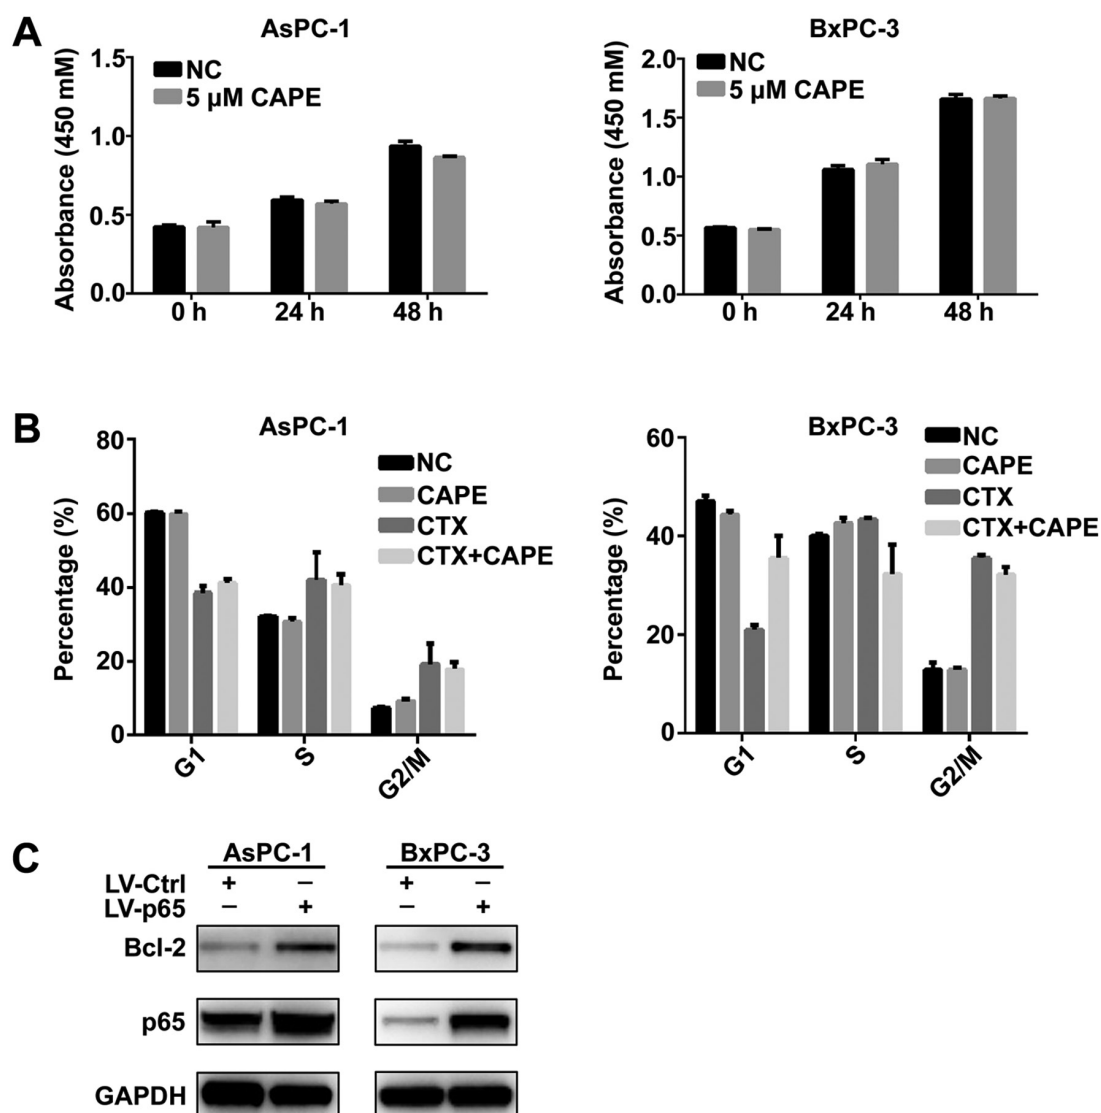 A
AsPC-1
Absorbance (450 mM)
1.5
1.0
0.5
0.0
NC
5 μM CAPE
0 h
24 h
48 h
BxPC-3
Absorbance (450 mM)
2.0
1.5
1.0
0.5
0.0
NC
5 μM CAPE
0 h
24 h
48 h
B
AsPC-1
Percentage (%)
80
60
40
20
0
NC
CAPE
CTX
CTX+CAPE
G1
S
G2/M
BxPC-3
Percentage (%)
60
40
20
0
NC
CAPE
CTX
CTX+CAPE
G1
S
G2/M
C
AsPC-1 BxPC-3
LV-Ctrl + − + −
LV-p65 − + − +
Bcl-2
p65
GAPDH